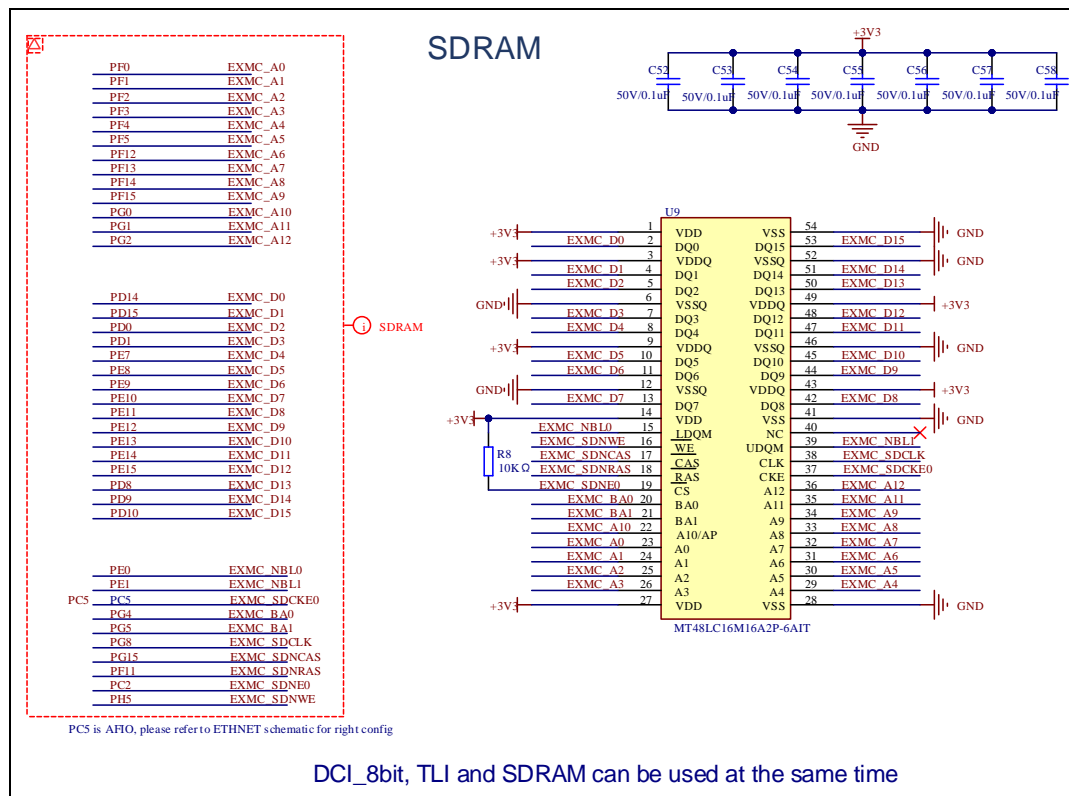 SDRAM
+3V3
C52 C53 C54 C55 C56 C57 C58
50V/0.1uF 50V/0.1uF 50V/0.1uF 50V/0.1uF 50V/0.1uF 50V/0.1uF 50V/0.1uF
GND
PF0 EXMC_A0
PF1 EXMC_A1
PF2 EXMC_A2
PF3 EXMC_A3
PF4 EXMC_A4
PF5 EXMC_A5
PF12 EXMC_A6
PF13 EXMC_A7
PF14 EXMC_A8
PF15 EXMC_A9
PG0 EXMC_A10
PG1 EXMC_A11
PG2 EXMC_A12
PD14 EXMC_D0
PD15 EXMC_D1
PD0 EXMC_D2
PD1 EXMC_D3
PE7 EXMC_D4
PE8 EXMC_D5
PE9 EXMC_D6
PE10 EXMC_D7
PE11 EXMC_D8
PE12 EXMC_D9
PE13 EXMC_D10
PE14 EXMC_D11
PE15 EXMC_D12
PD8 EXMC_D13
PD9 EXMC_D14
PD10 EXMC_D15
PE0 EXMC_NBL0
PE1 EXMC_NBL1
PC5 PC5 EXMC_SDCKE0
PG4 EXMC_BA0
PG5 EXMC_BA1
PG8 EXMC_SDCLK
PG15 EXMC_SDNCAS
PF11 EXMC_SDNRAS
PC2 EXMC_SDNE0
PH5 EXMC_SDNWE
i SDRAM
PC5 is AFIO, please refer to ETHNET schematic for right config
U9
+3V3 1 VDD VSS 54 GND
EXMC_D0 2 DQ0 DQ15 53 EXMC_D15
+3V3 3 VDDQ VSSQ 52 GND
EXMC_D1 4 DQ1 DQ14 51 EXMC_D14
EXMC_D2 5 DQ2 DQ13 50 EXMC_D13
GND 6 VSSQ VDDQ 49 +3V3
EXMC_D3 7 DQ3 DQ12 48 EXMC_D12
EXMC_D4 8 DQ4 DQ11 47 EXMC_D11
+3V3 9 VDDQ VSSQ 46 GND
EXMC_D5 10 DQ5 DQ10 45 EXMC_D10
EXMC_D6 11 DQ6 DQ9 44 EXMC_D9
GND 12 VSSQ VDDQ 43 +3V3
EXMC_D7 13 DQ7 DQ8 42 EXMC_D8
+3V3 14 VDD VSS 41 GND
EXMC_NBL0 15 LDQM NC 40
EXMC_SDNWE 16 WE UDQM 39 EXMC_NBL1
EXMC_SDNCAS 17 CAS CLK 38 EXMC_SDCLK
EXMC_SDNRAS 18 RAS CKE 37 EXMC_SDCKE0
EXMC_SDNE0 19 CS A12 36 EXMC_A12
EXMC_BA0 20 BA0 A11 35 EXMC_A11
EXMC_BA1 21 BA1 A9 34 EXMC_A9
EXMC_A10 22 A10/AP A8 33 EXMC_A8
EXMC_A0 23 A0 A7 32 EXMC_A7
EXMC_A1 24 A1 A6 31 EXMC_A6
EXMC_A2 25 A2 A5 30 EXMC_A5
EXMC_A3 26 A3 A4 29 EXMC_A4
+3V3 27 VDD VSS 28 GND
R8
10KΩ
MT48LC16M16A2P-6AIT
DCI_8bit, TLI and SDRAM can be used at the same time